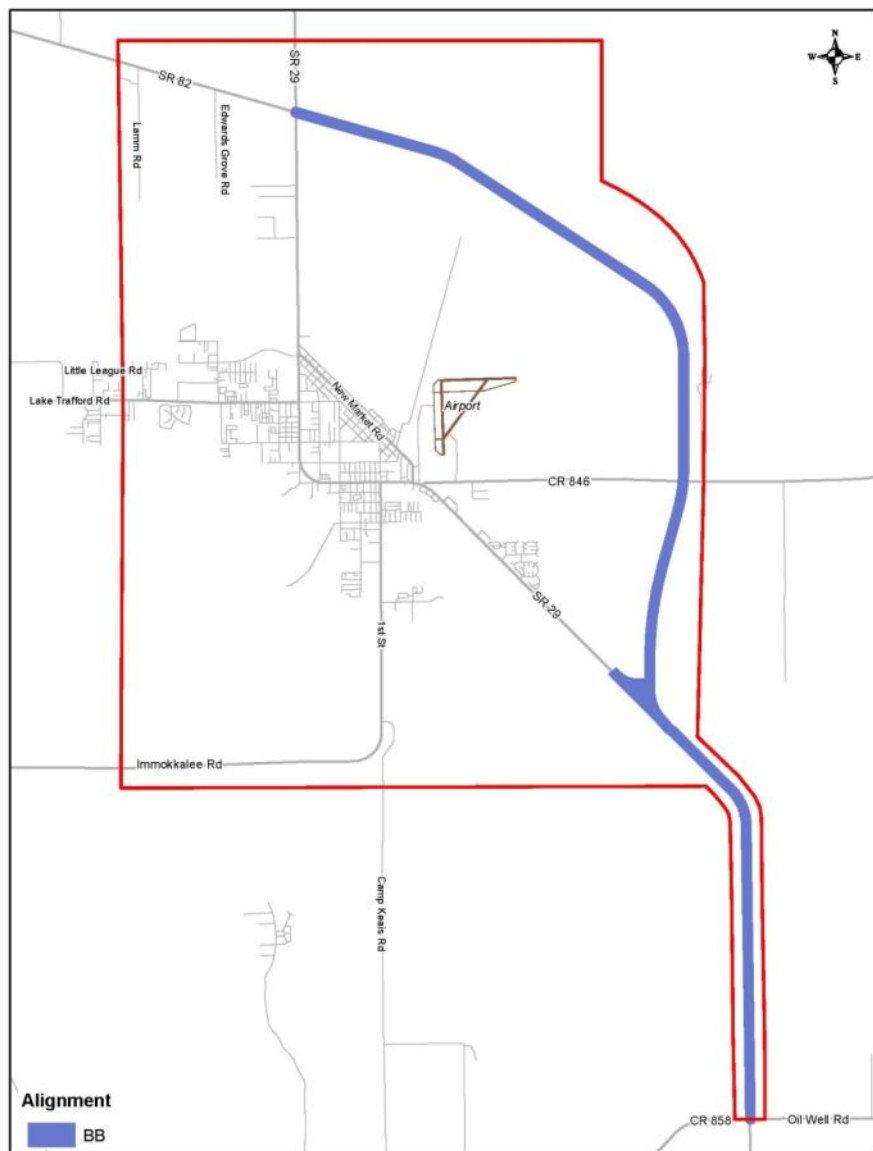 N
W E
S
SR 82
SR 29
Lamm Rd
Edwards Grove Rd
Little League Rd
Lake Trafford Rd
New Market Rd
Airport
CR 846
SR 29
1st St
Immokkalee Rd
Camp Keais Rd
CR 858
Oil Well Rd
Alignment
BB